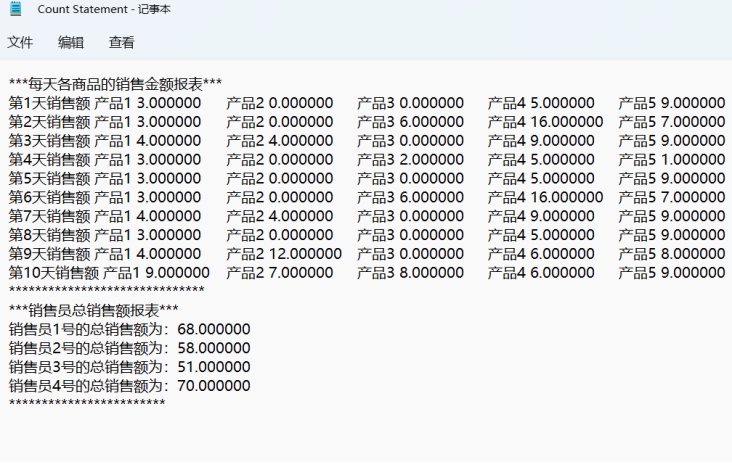 Count Statement - 记事本
文件 编辑 查看
***每天各商品的销售金额报表***
第1天销售额 产品1 3.000000 产品2 0.000000 产品3 0.000000 产品4 5.000000 产品5 9.000000
第2天销售额 产品1 3.000000 产品2 0.000000 产品3 6.000000 产品4 16.000000 产品5 7.000000
第3天销售额 产品1 4.000000 产品2 4.000000 产品3 0.000000 产品4 9.000000 产品5 9.000000
第4天销售额 产品1 3.000000 产品2 0.000000 产品3 2.000000 产品4 5.000000 产品5 1.000000
第5天销售额 产品1 3.000000 产品2 0.000000 产品3 0.000000 产品4 5.000000 产品5 9.000000
第6天销售额 产品1 3.000000 产品2 0.000000 产品3 6.000000 产品4 16.000000 产品5 7.000000
第7天销售额 产品1 4.000000 产品2 4.000000 产品3 0.000000 产品4 9.000000 产品5 9.000000
第8天销售额 产品1 3.000000 产品2 0.000000 产品3 0.000000 产品4 5.000000 产品5 9.000000
第9天销售额 产品1 4.000000 产品2 12.000000 产品3 0.000000 产品4 6.000000 产品5 8.000000
第10天销售额 产品1 9.000000 产品2 7.000000 产品3 8.000000 产品4 6.000000 产品5 9.000000
******************************
***销售员总销售额报表***
销售员1号的总销售额为：68.000000
销售员2号的总销售额为：58.000000
销售员3号的总销售额为：51.000000
销售员4号的总销售额为：70.000000
************************